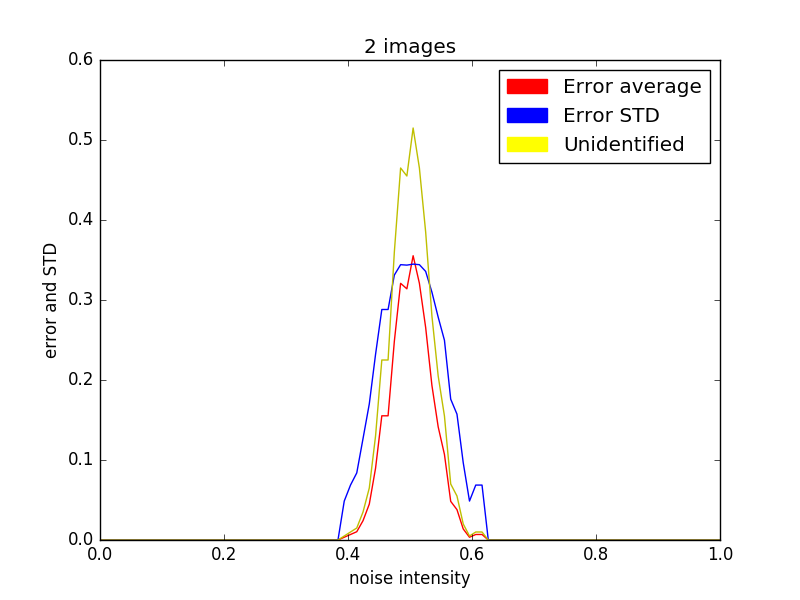 2 images
Error average
Error STD
Unidentified
error and STD
0.6
0.5
0.4
0.3
0.2
0.1
0.0
0.0 0.2 0.4 0.6 0.8 1.0
noise intensity